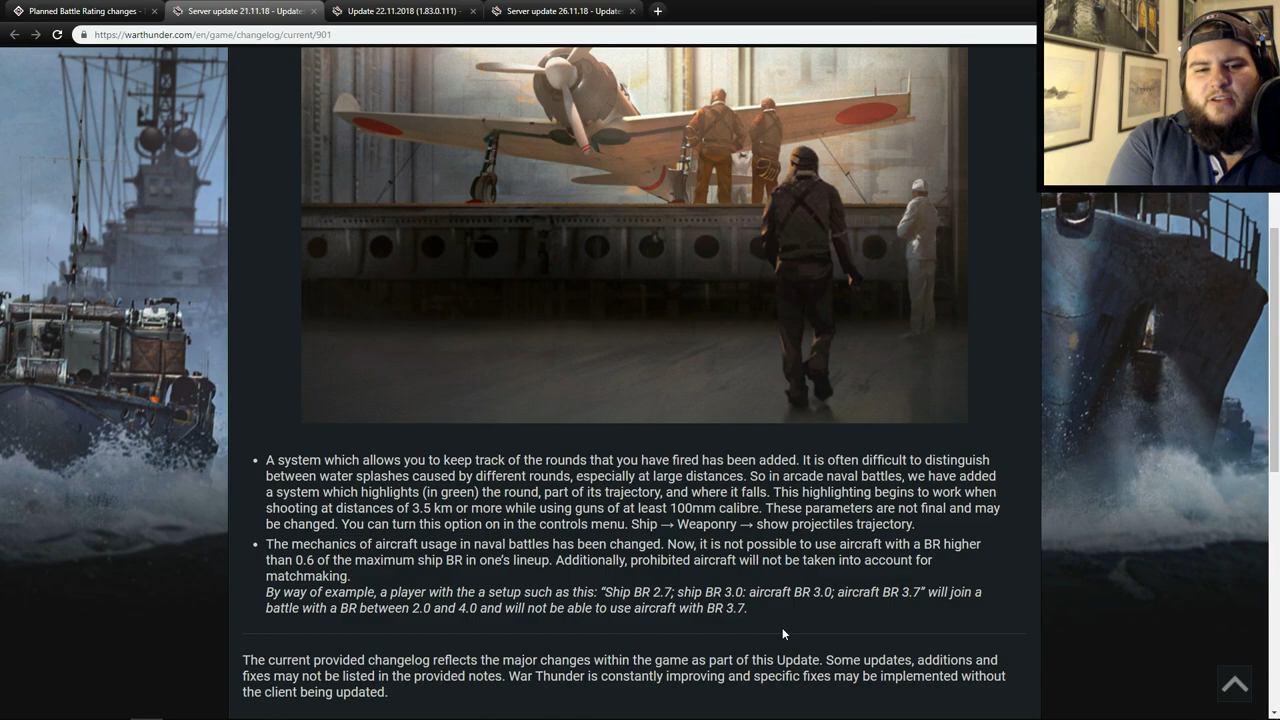 Planned Battle Rating changes -
Server update 21.11.18 - Update
Update 22.11.2018 (1.83.0.111) -
Server update 26.11.18 - Update
https://warthunder.com/en/game/changelog/current/901
• A system which allows you to keep track of the rounds that you have fired has been added. It is often difficult to distinguish
between water splashes caused by different rounds, especially at large distances. So in arcade naval battles, we have added
a system which highlights (in green) the round, part of its trajectory, and where it falls. This highlighting begins to work when
shooting at distances of 3.5 km or more while using guns of at least 100mm calibre. These parameters are not final and may
be changed. You can turn this option on in the controls menu. Ship → Weaponry → show projectiles trajectory.
• The mechanics of aircraft usage in naval battles has been changed. Now, it is not possible to use aircraft with a BR higher
than 0.6 of the maximum ship BR in one's lineup. Additionally, prohibited aircraft will not be taken into account for
matchmaking.
By way of example, a player with the a setup such as this: “Ship BR 2.7; ship BR 3.0: aircraft BR 3.0; aircraft BR 3.7” will join a
battle with a BR between 2.0 and 4.0 and will not be able to use aircraft with BR 3.7.
The current provided changelog reflects the major changes within the game as part of this Update. Some updates, additions and
fixes may not be listed in the provided notes. War Thunder is constantly improving and specific fixes may be implemented without
the client being updated.